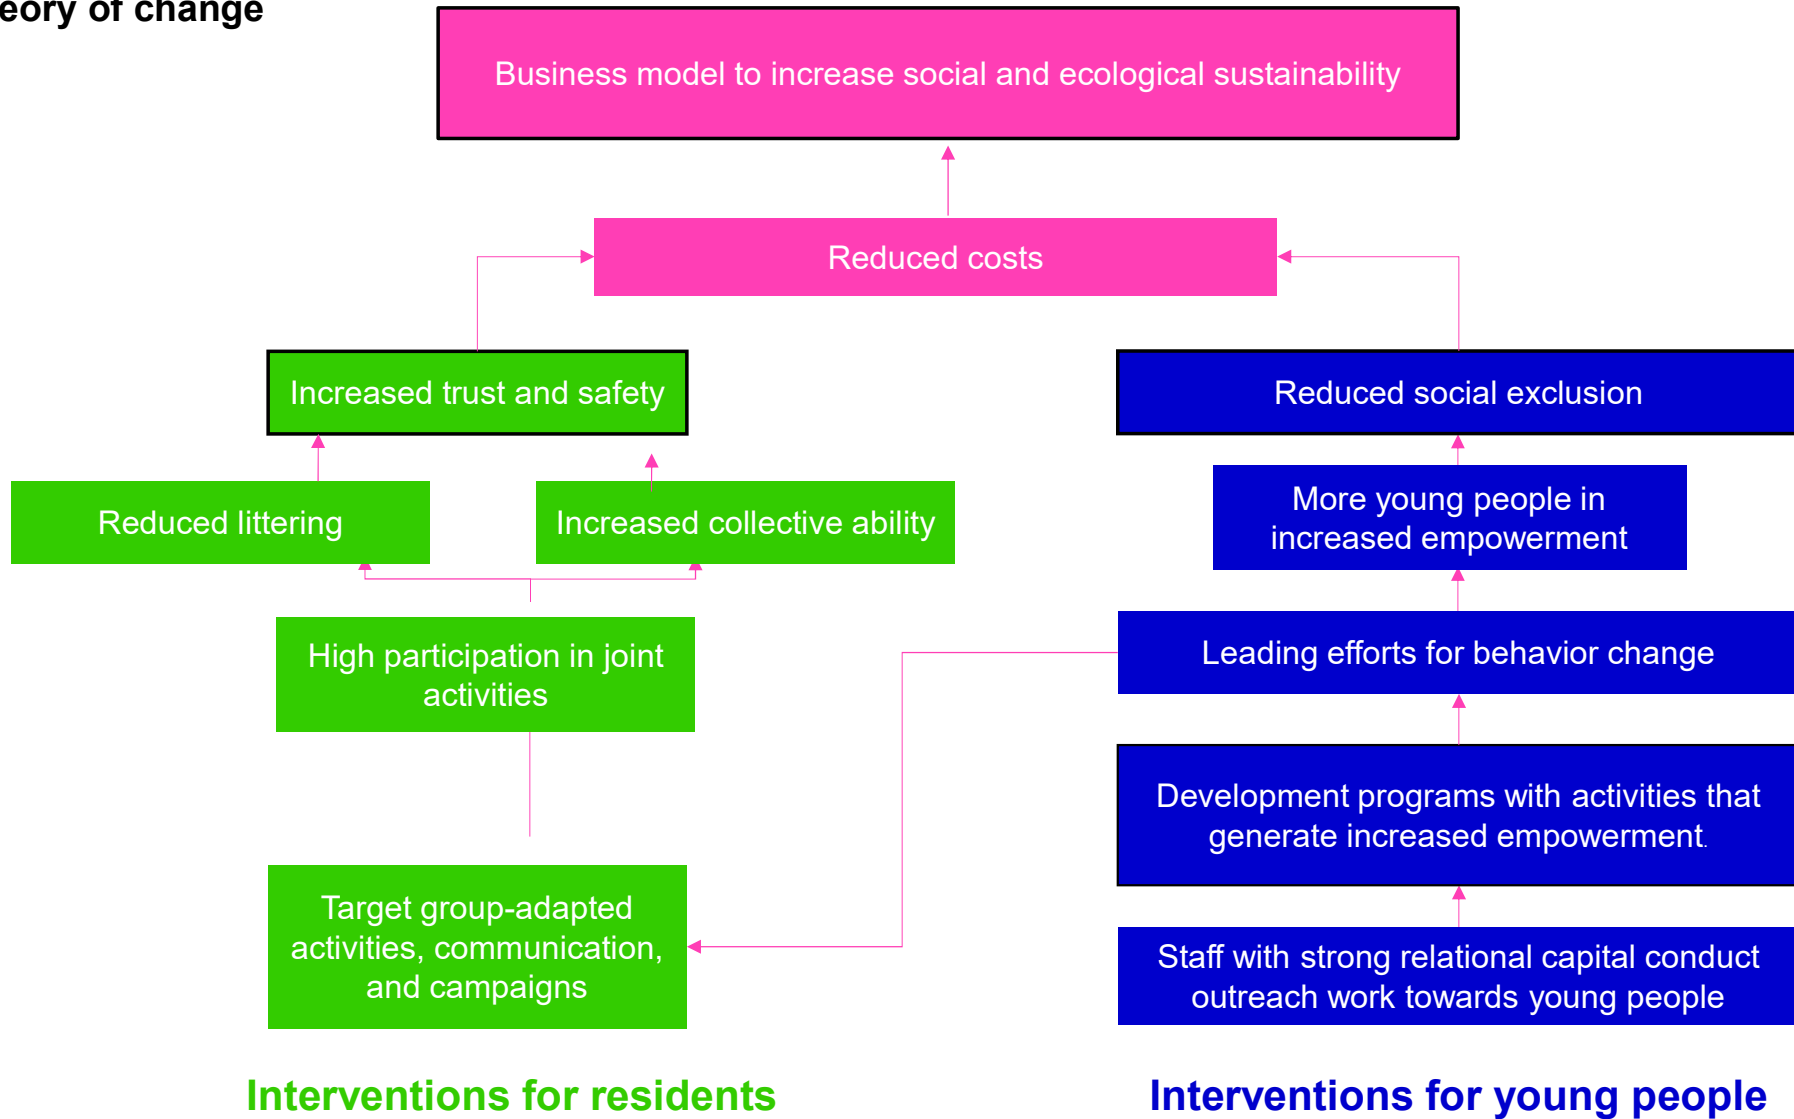 eory of change
Business model to increase social and ecological sustainability
Reduced costs
Increased trust and safety
Reduced social exclusion
Reduced littering
Increased collective ability
More young people in
increased empowerment
High participation in joint
activities
Leading efforts for behavior change
Development programs with activities that
generate increased empowerment.
Target group-adapted
activities, communication,
and campaigns
Staff with strong relational capital conduct
outreach work towards young people
Interventions for residents
Interventions for young people